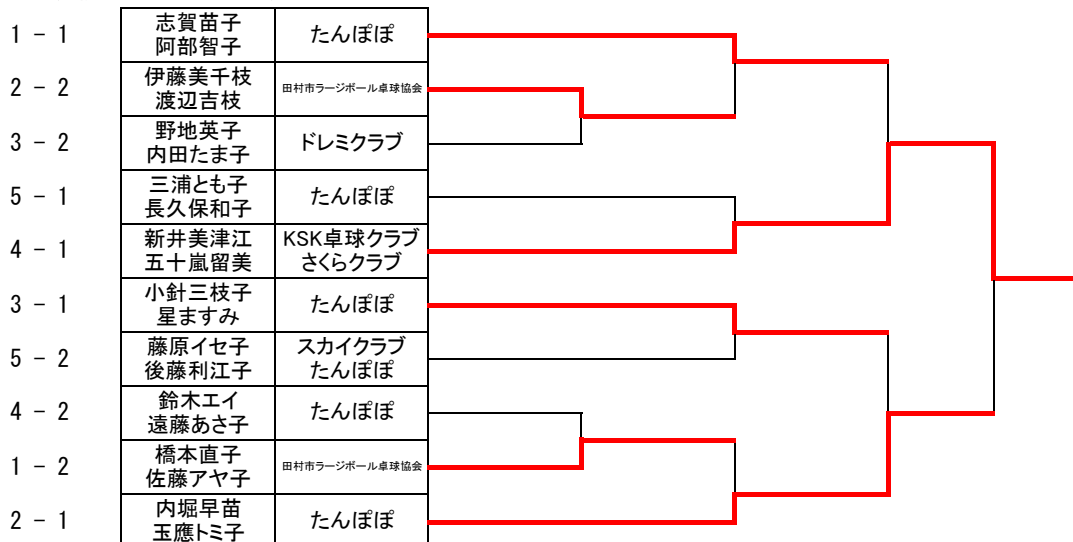 1 - 1 志賀苗子 たんぽぽ
阿部智子
2 - 2 伊藤美千枝 田村市ラージボール卓球協会
渡辺吉枝
3 - 2 野地英子 ドレミクラブ
内田たま子
5 - 1 三浦とも子 たんぽぽ
長久保和子
4 - 1 新井美津江 KSK卓球クラブ
五十嵐留美 さくらクラブ
3 - 1 小針三枝子 たんぽぽ
星ますみ
5 - 2 藤原イセ子 スカイクラブ
後藤利江子 たんぽぽ
4 - 2 鈴木エイ たんぽぽ
遠藤あさ子
1 - 2 橋本直子 田村市ラージボール卓球協会
佐藤アヤ子
2 - 1 内堀早苗 たんぽぽ
玉應トミ子